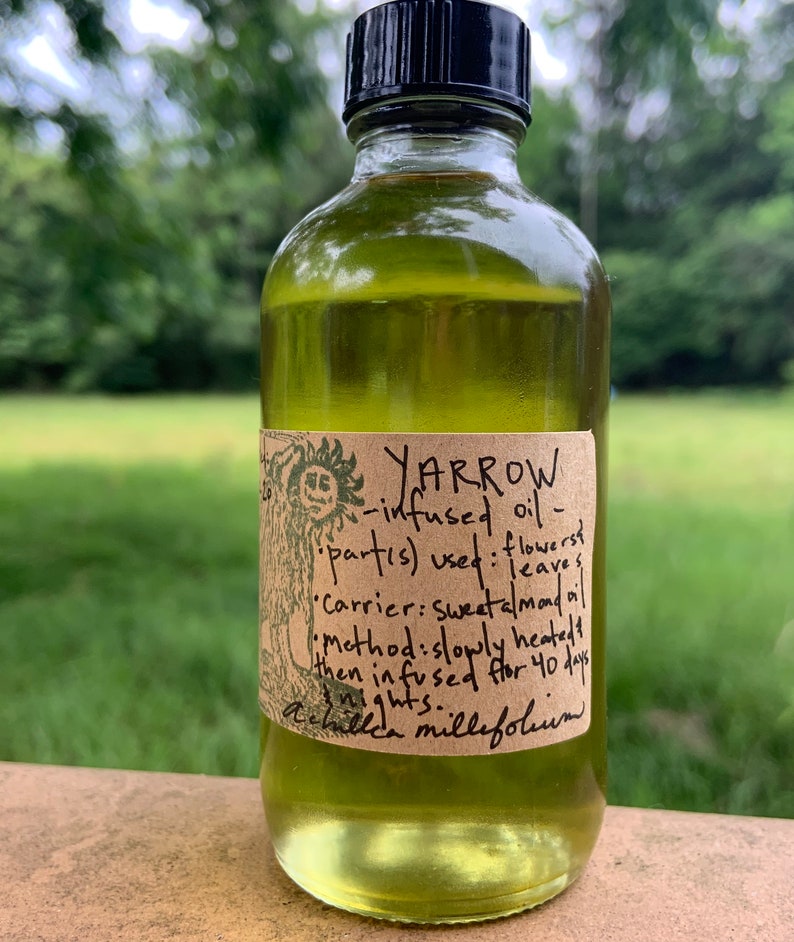 YARROW
-infused oil-
•part(s) used: flowers &
leaves
•carrier: sweet almond oil
•method: slowly heated &
then infused for 40 days
& nights.
Achillea millefolium